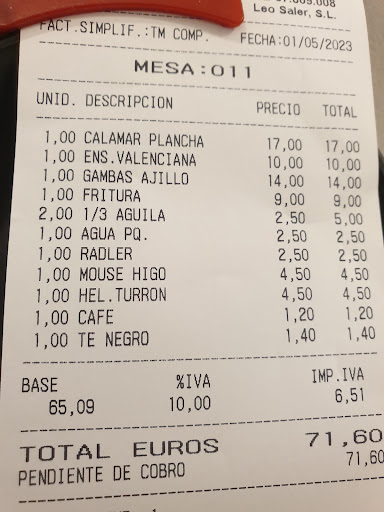 Leo Saler, S.L.
FACT.SIMPLIF.:TM COMP. FECHA:01/05/2023
MESA:011
UNID. DESCRIPCION PRECIO TOTAL
1,00 CALAMAR PLANCHA 17,00 17,00
1,00 ENS.VALENCIANA 10,00 10,00
1,00 GAMBAS AJILLO 14,00 14,00
1,00 FRITURA 9,00 9,00
2,00 1/3 AGUILA 2,50 5,00
1,00 AGUA PQ. 2,50 2,50
1,00 RADLER 2,50 2,50
1,00 MOUSE HIGO 4,50 4,50
1,00 HEL.TURRON 4,50 4,50
1,00 CAFE 1,20 1,20
1,00 TE NEGRO 1,40 1,40
BASE %IVA IMP.IVA
65,09 10,00 6,51
TOTAL EUROS 71,60
PENDIENTE DE COBRO 71,60